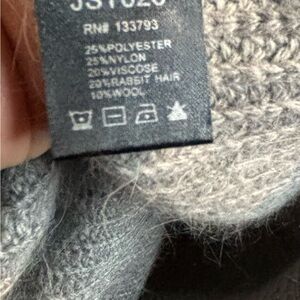 RN# 133793
25%POLYESTER
25%NYLON
20%VISCOSE
20%RABBIT HAIR
10%WOOL